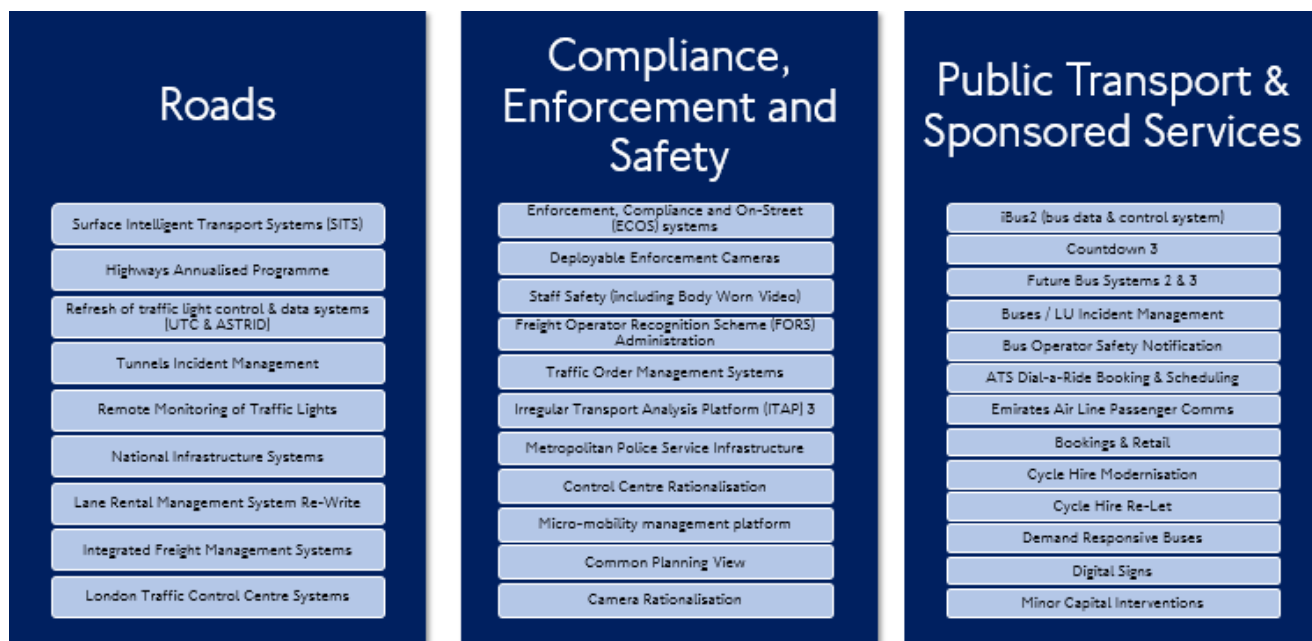 Roads
Surface Intelligent Transport Systems (SITS)
Highways Annualised Programme
Refresh of traffic light control & data systems
(UTC & ASTRID)
Tunnels Incident Management
Remote Monitoring of Traffic Lights
National Infrastructure Systems
Lane Rental Management System Re-Write
Integrated Freight Management Systems
London Traffic Control Centre Systems
Compliance,
Enforcement and
Safety
Enforcement, Compliance and On-Street
(ECOS) systems
Deployable Enforcement Cameras
Staff Safety (including Body Worn Video)
Freight Operator Recognition Scheme (FORS)
Administration
Traffic Order Management Systems
Irregular Transport Analysis Platform (ITAP) 3
Metropolitan Police Service Infrastructure
Control Centre Rationalisation
Micro-mobility management platform
Common Planning View
Camera Rationalisation
Public Transport &
Sponsored Services
iBus2 (bus data & control system)
Countdown 3
Future Bus Systems 2 & 3
Buses / LU Incident Management
Bus Operator Safety Notification
ATS Dial-a-Ride Booking & Scheduling
Emirates Air Line Passenger Comms
Bookings & Retail
Cycle Hire Modernisation
Cycle Hire Re-Let
Demand Responsive Buses
Digital Signs
Minor Capital Interventions